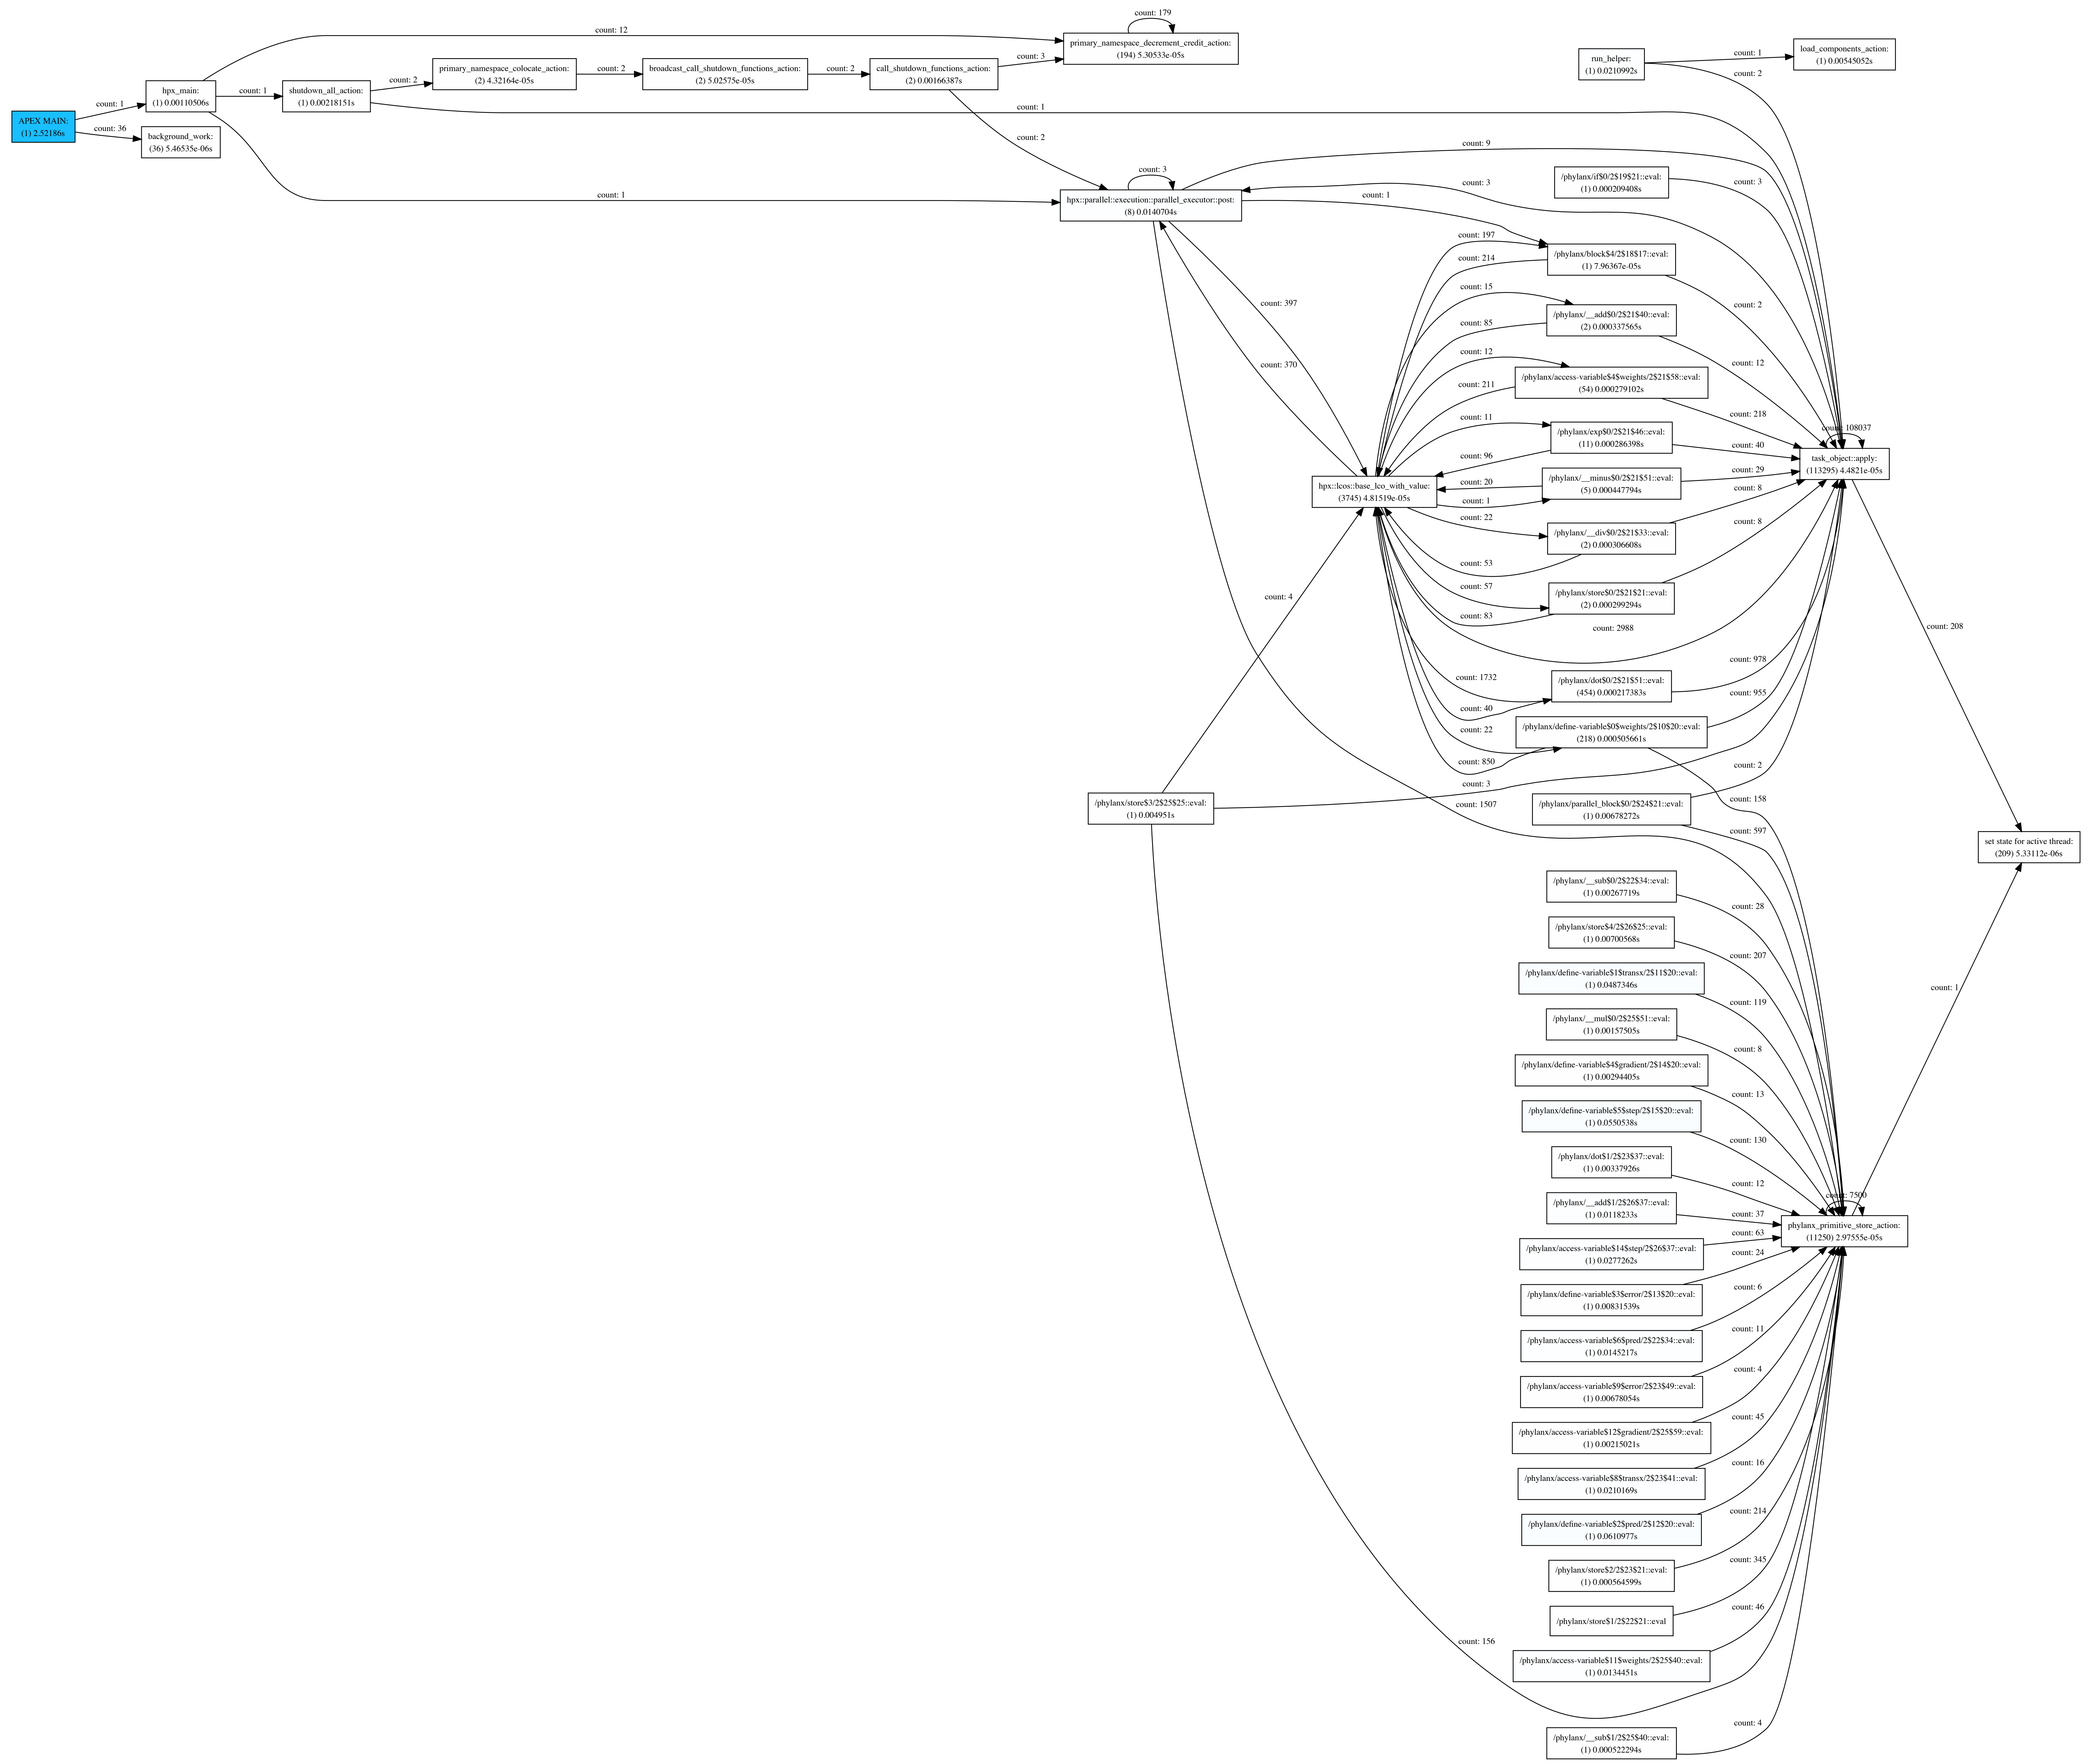 count: 179
primary_namespace_decrement_credit_action:
(194) 5.30533e-05s
count: 12
count: 3
run_helper:
(1) 0.0210992s
count: 1
load_components_action:
(1) 0.00545052s
count: 2
APEX MAIN:
(1) 2.52186s
count: 1
count: 36
hpx_main:
(1) 0.00110506s
background_work:
(36) 5.46535e-06s
count: 1
shutdown_all_action:
(1) 0.00218151s
count: 2
primary_namespace_colocate_action:
(2) 4.32164e-05s
count: 2
broadcast_call_shutdown_functions_action:
(2) 5.02575e-05s
count: 2
call_shutdown_functions_action:
(2) 0.00166387s
count: 1
count: 2
count: 1
count: 3
hpx::parallel::execution::parallel_executor::post:
(8) 0.0140704s
count: 9
count: 3
count: 1
/phylanx/if$0/2$19$21::eval:
(1) 0.000209408s
count: 3
count: 197
count: 214
/phylanx/block$4/2$18$17::eval:
(1) 7.96367e-05s
count: 2
count: 397
count: 370
count: 15
count: 85
/phylanx/__add$0/2$21$40::eval:
(2) 0.000337565s
count: 12
count: 12
count: 211
/phylanx/access-variable$4$weights/2$21$58::eval:
(54) 0.000279102s
count: 218
count: 11
count: 96
/phylanx/exp$0/2$21$46::eval:
(11) 0.000286398s
count: 40
count: 108037
task_object::apply:
(113295) 4.4821e-05s
hpx::lcos::base_lco_with_value:
(3745) 4.81519e-05s
count: 20
count: 1
/phylanx/__minus$0/2$21$51::eval:
(5) 0.000447794s
count: 29
count: 22
count: 53
/phylanx/__div$0/2$21$33::eval:
(2) 0.000306608s
count: 8
count: 57
count: 83
/phylanx/store$0/2$21$21::eval:
(2) 0.000299294s
count: 8
count: 4
count: 2988
count: 208
count: 1732
count: 40
/phylanx/dot$0/2$21$51::eval:
(454) 0.000217383s
count: 978
count: 22
count: 850
/phylanx/define-variable$0$weights/2$10$20::eval:
(218) 0.000505661s
count: 955
count: 158
/phylanx/store$3/2$25$25::eval:
(1) 0.004951s
count: 3
count: 1507
/phylanx/parallel_block$0/2$24$21::eval:
(1) 0.00678272s
count: 2
count: 597
set state for active thread:
(209) 5.33112e-06s
/phylanx/__sub$0/2$22$34::eval:
(1) 0.00267719s
count: 28
/phylanx/store$4/2$26$25::eval:
(1) 0.00700568s
count: 207
/phylanx/define-variable$1$transx/2$11$20::eval:
(1) 0.0487346s
count: 119
count: 1
/phylanx/__mul$0/2$25$51::eval:
(1) 0.00157505s
count: 8
/phylanx/define-variable$4$gradient/2$14$20::eval:
(1) 0.00294405s
count: 13
/phylanx/define-variable$5$step/2$15$20::eval:
(1) 0.0550538s
count: 130
/phylanx/dot$1/2$23$37::eval:
(1) 0.00337926s
count: 12
/phylanx/__add$1/2$26$37::eval:
(1) 0.0118233s
count: 37
count: 7500
phylanx_primitive_store_action:
(11250) 2.97555e-05s
/phylanx/access-variable$14$step/2$26$37::eval:
(1) 0.0277262s
count: 63
/phylanx/define-variable$3$error/2$13$20::eval:
(1) 0.00831539s
count: 24
/phylanx/access-variable$6$pred/2$22$34::eval:
(1) 0.0145217s
count: 6
/phylanx/access-variable$9$error/2$23$49::eval:
(1) 0.00678054s
count: 11
/phylanx/access-variable$12$gradient/2$25$59::eval:
(1) 0.00215021s
count: 4
/phylanx/access-variable$8$transx/2$23$41::eval:
(1) 0.0210169s
count: 45
/phylanx/define-variable$2$pred/2$12$20::eval:
(1) 0.0610977s
count: 16
/phylanx/store$2/2$23$21::eval:
(1) 0.000564599s
count: 214
/phylanx/store$1/2$22$21::eval
count: 345
count: 156
/phylanx/access-variable$11$weights/2$25$40::eval:
(1) 0.0134451s
count: 46
/phylanx/__sub$1/2$25$40::eval:
(1) 0.000522294s
count: 4